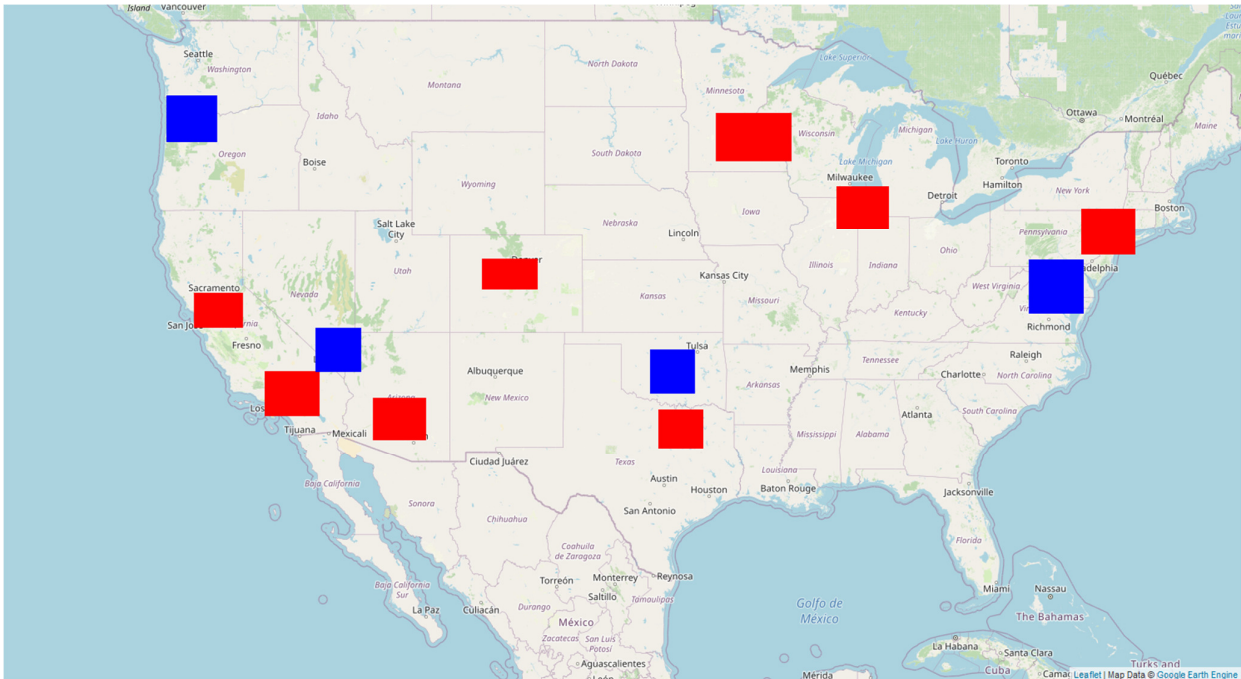 Island
Vancouver
Seattle
Washington
Montana
North Dakota
Minnesota
Lake Superior
Québec
Ottawa
Montréal
Maine
Idaho
Oregon
Boise
South Dakota
Wisconsin
Michigan
Lake Huron
Lake Michigan
Toronto
Hamilton
Wyoming
Milwaukee
Detroit
New York
Boston
Salt Lake
City
Nebraska
Iowa
Lincoln
Pennsylvania
Ohio
Illinois
Indiana
Utah
Nevada
Sacramento
Kansas City
Kansas
Missouri
West Virginia
Kentucky
Richmond
Fresno
Tulsa
Raleigh
Albuquerque
New Mexico
Memphis
Tennessee
Charlotte
North Carolina
Arkansas
South Carolina
Atlanta
Tijuana
Mexicali
Mississippi
Alabama
Ciudad Juárez
Texas
Louisiana
Baja California
Sonora
Austin
Houston
Baton Rouge
Jacksonville
San Antonio
Chihuahua
Florida
Coahuila
de Zaragoza
Torreón
Monterrey
Reynosa
Baja California
Sur
Saltillo
Miami
Nassau
La Paz
Culiacán
Durango
Tamaulipas
México
Golfo de
México
The Bahamas
Zacatecas
San Luis
Potosí
La Habana
Santa Clara
Cuba
Aguascalientes
Turks and
León
Mérida
Leaflet | Map Data © Google Earth Engine